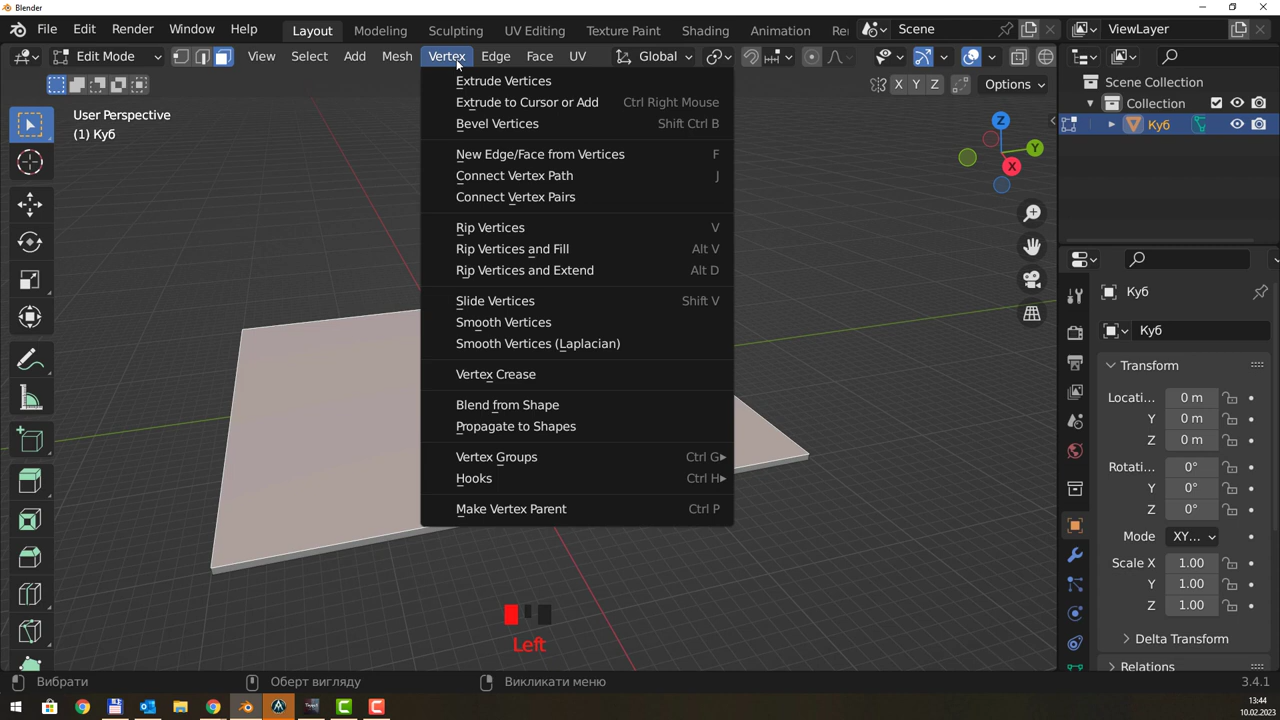 Blender
File Edit Render Window Help Layout Modeling Sculpting UV Editing Texture Paint Shading Animation Re Scene ViewLayer
Edit Mode View Select Add Mesh Vertex Edge Face UV Global
X Y Z Options
User Perspective
(1) Куб
Extrude Vertices
Extrude to Cursor or Add Ctrl Right Mouse
Bevel Vertices Shift Ctrl B
New Edge/Face from Vertices F
Connect Vertex Path J
Connect Vertex Pairs
Rip Vertices V
Rip Vertices and Fill Alt V
Rip Vertices and Extend Alt D
Slide Vertices Shift V
Smooth Vertices
Smooth Vertices (Laplacian)
Vertex Crease
Blend from Shape
Propagate to Shapes
Vertex Groups Ctrl G
Hooks Ctrl H
Make Vertex Parent Ctrl P
Z
Y
X
Left
Scene Collection
Collection
Куб
Куб
Куб
Transform
Locati... 0 m
Y 0 m
Z 0 m
Rotati... 0°
Y 0°
Z 0°
Mode XY...
Scale X 1.00
Y 1.00
Z 1.00
Delta Transform
Relations
Вибрати Оберт вигляду Викликати меню 3.4.1
13:44
10.02.2023